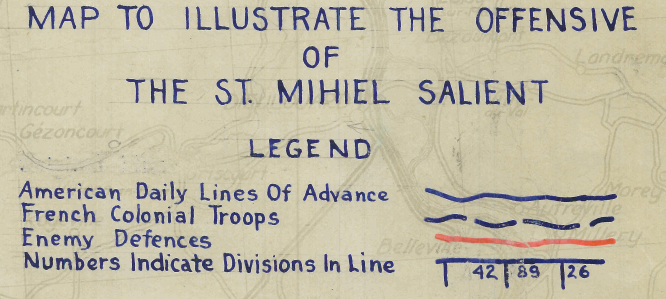 MAP TO ILLUSTRATE THE OFFENSIVE
OF
THE ST. MIHIEL SALIENT
LEGEND
American Daily Lines Of Advance
French Colonial Troops
Enemy Defences
Numbers Indicate Divisions In Line
42 89 26
Gézoncourt
Belleville